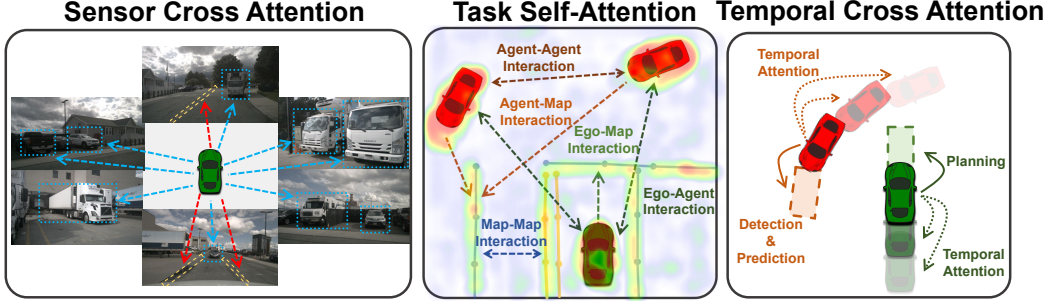 Sensor Cross Attention
Task Self-Attention
Temporal Cross Attention
Agent-Agent
Interaction
Agent-Map
Interaction
Ego-Map
Interaction
Ego-Agent
Interaction
Map-Map
Interaction
Temporal
Attention
Planning
Detection
&
Prediction
Temporal
Attention